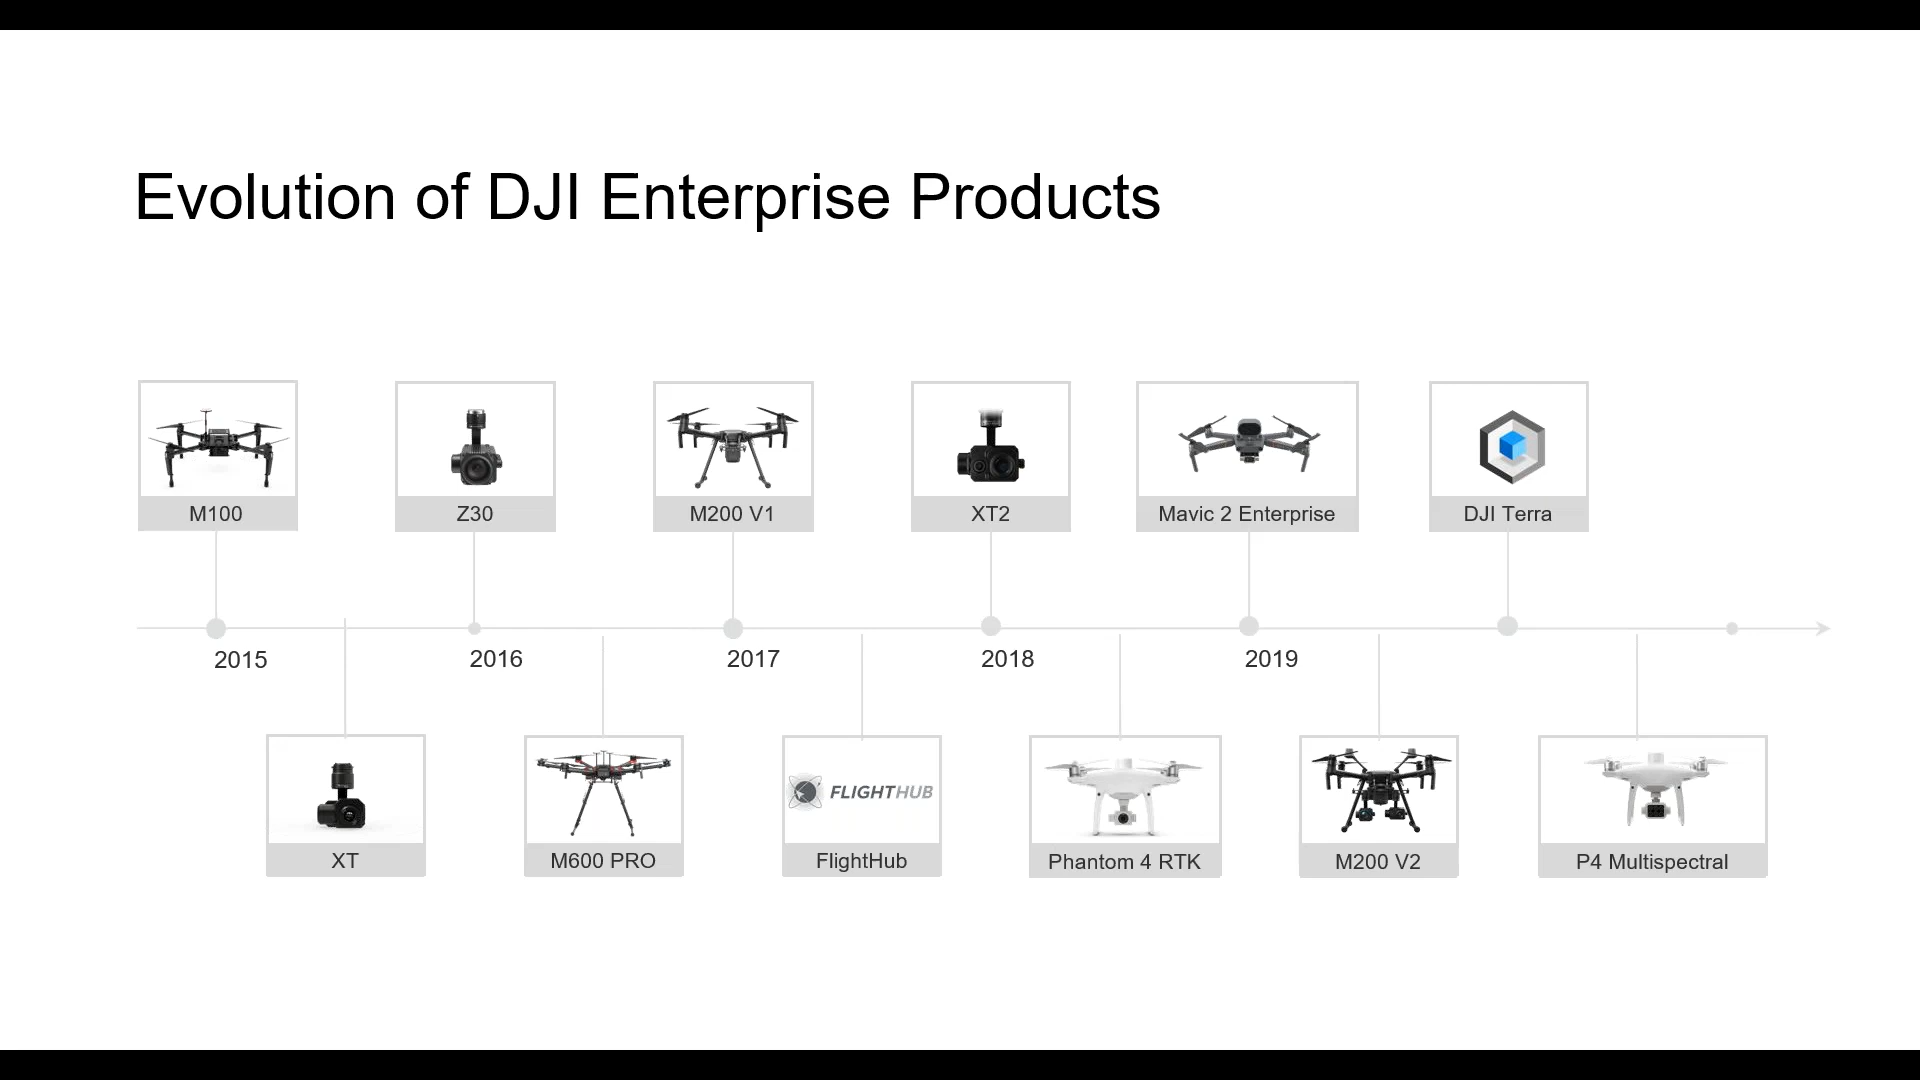 Evolution of DJI Enterprise Products
M100
Z30
M200 V1
XT2
Mavic 2 Enterprise
DJI Terra
2015
2016
2017
2018
2019
FLIGHTHUB
XT
M600 PRO
FlightHub
Phantom 4 RTK
M200 V2
P4 Multispectral